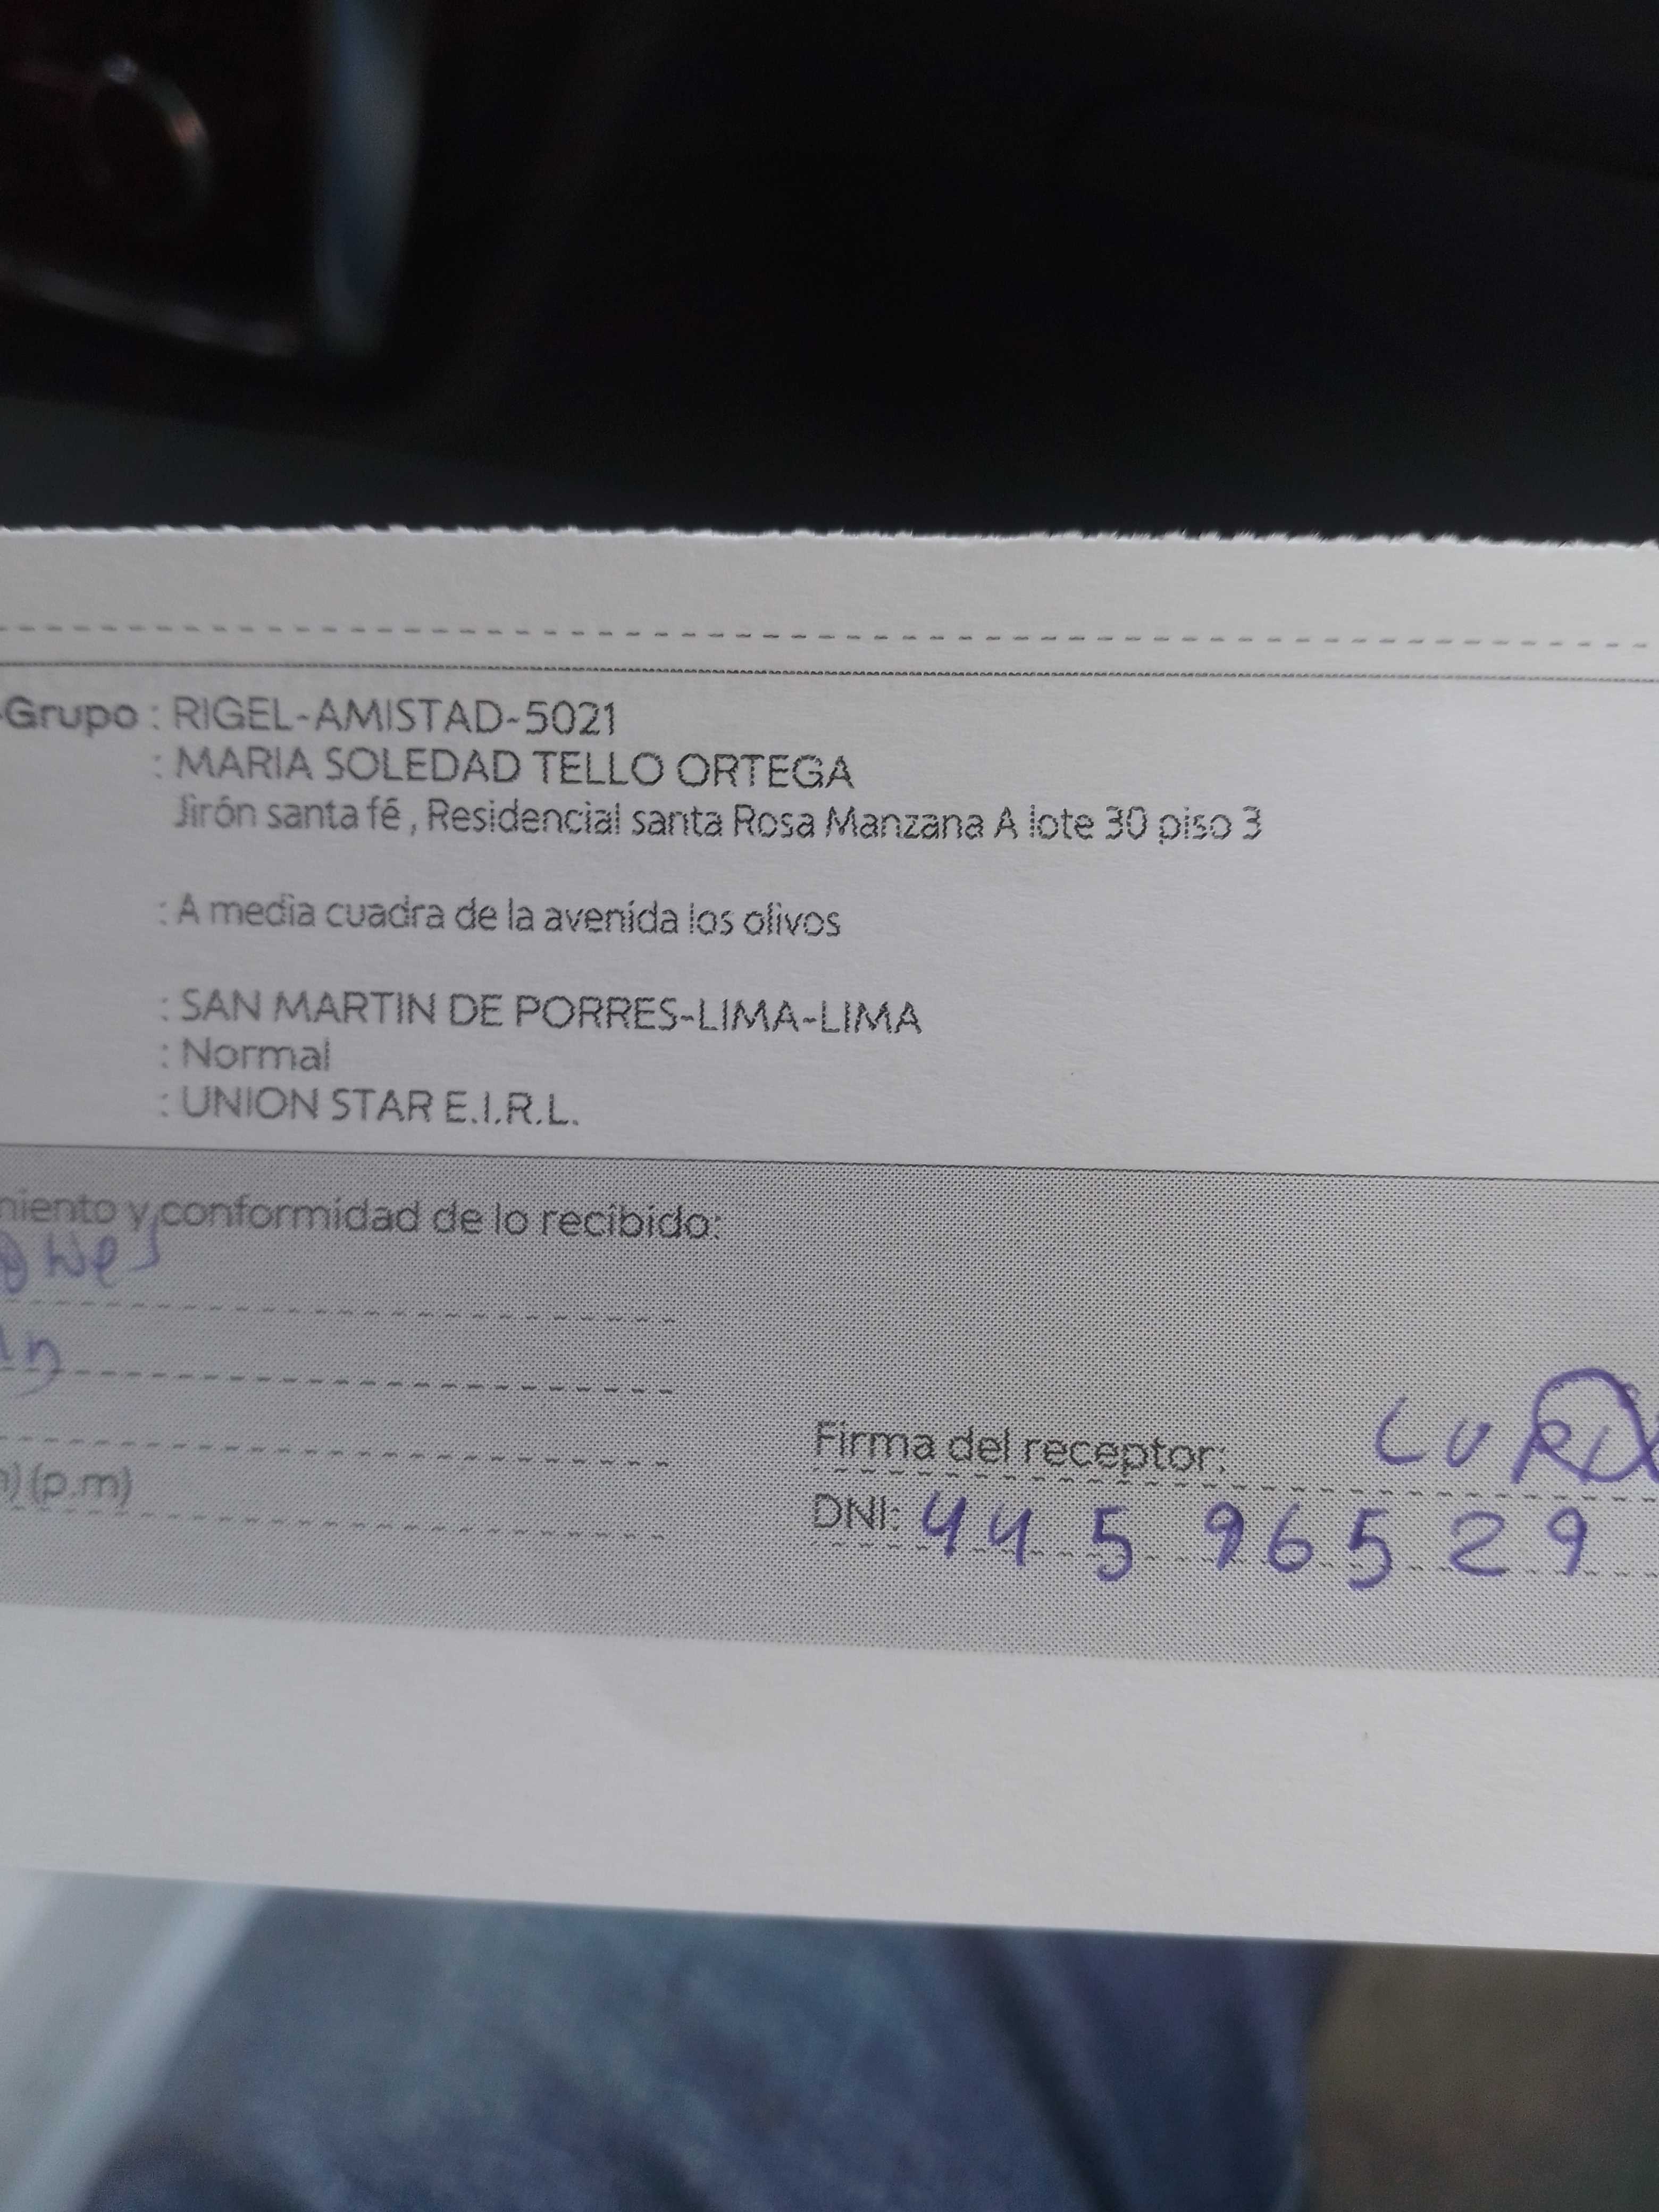 -Grupo : RIGEL-AMISTAD-5021
: MARIA SOLEDAD TELLO ORTEGA
Jirón santa fé , Residencial santa Rosa Manzana A lote 30 piso 3
: A media cuadra de la avenida los olivos
: SAN MARTIN DE PORRES-LIMA-LIMA
: Normal
: UNION STAR E.I.R.L.
miento y conformidad de lo recibido:
Firma del receptor:
) (p.m)
DNI: 44 5 96529